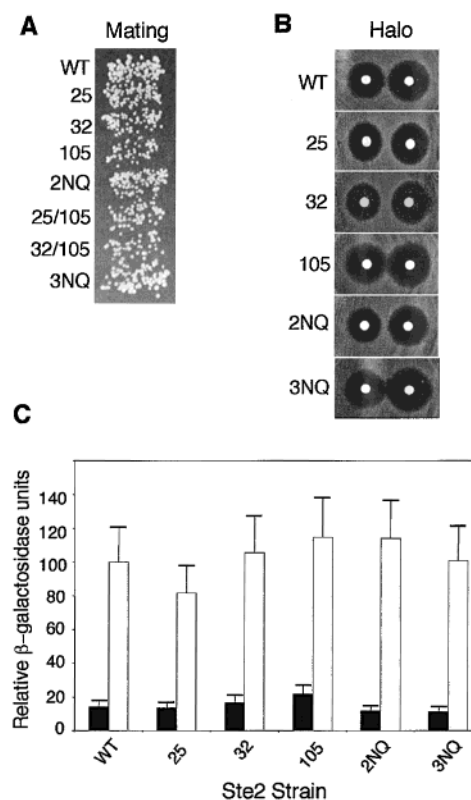 A
Mating
WT
25
32
105
2NQ
25/105
32/105
3NQ
B
Halo
WT
25
32
105
2NQ
3NQ
C
Relative β-galactosidase units
140
120
100
80
60
40
20
0
WT
25
32
105
2NQ
3NQ
Ste2 Strain